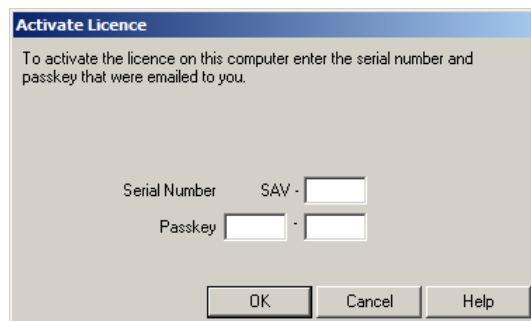 Activate Licence
To activate the licence on this computer enter the serial number and
passkey that were emailed to you.
Serial Number SAV -
Passkey -
OK Cancel Help